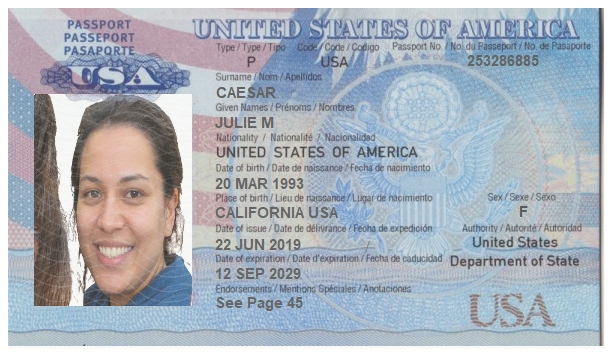 PASSPORT
PASSEPORT
PASAPORTE
USA
UNITED STATES OF AMERICA
Type / Type / Tipo Code / Code / Codigo Passport No. / No. du Passeport / No. de Pasaporte
P USA 253286885
Surname / Nom / Apellidos
CAESAR
Given Names / Prénoms / Nombres
JULIE M
Nationality / Nationalité / Nacionalidad
UNITED STATES OF AMERICA
Date of birth / Date de naissance / Fecha de nacimiento
20 MAR 1993
Place of birth / Lieu de naissance / Lugar de nacimiento Sex / Sexe / Sexo
CALIFORNIA USA F
Date of issue / Date de délivrance / Fecha de expedición Authority / Autorité / Autoridad
22 JUN 2019 United States
Date of expiration / Date d'expiration / Fecha de caducidad Department of State
12 SEP 2029
Endorsements / Mentions Spéciales / Anotaciones
See Page 45
USA